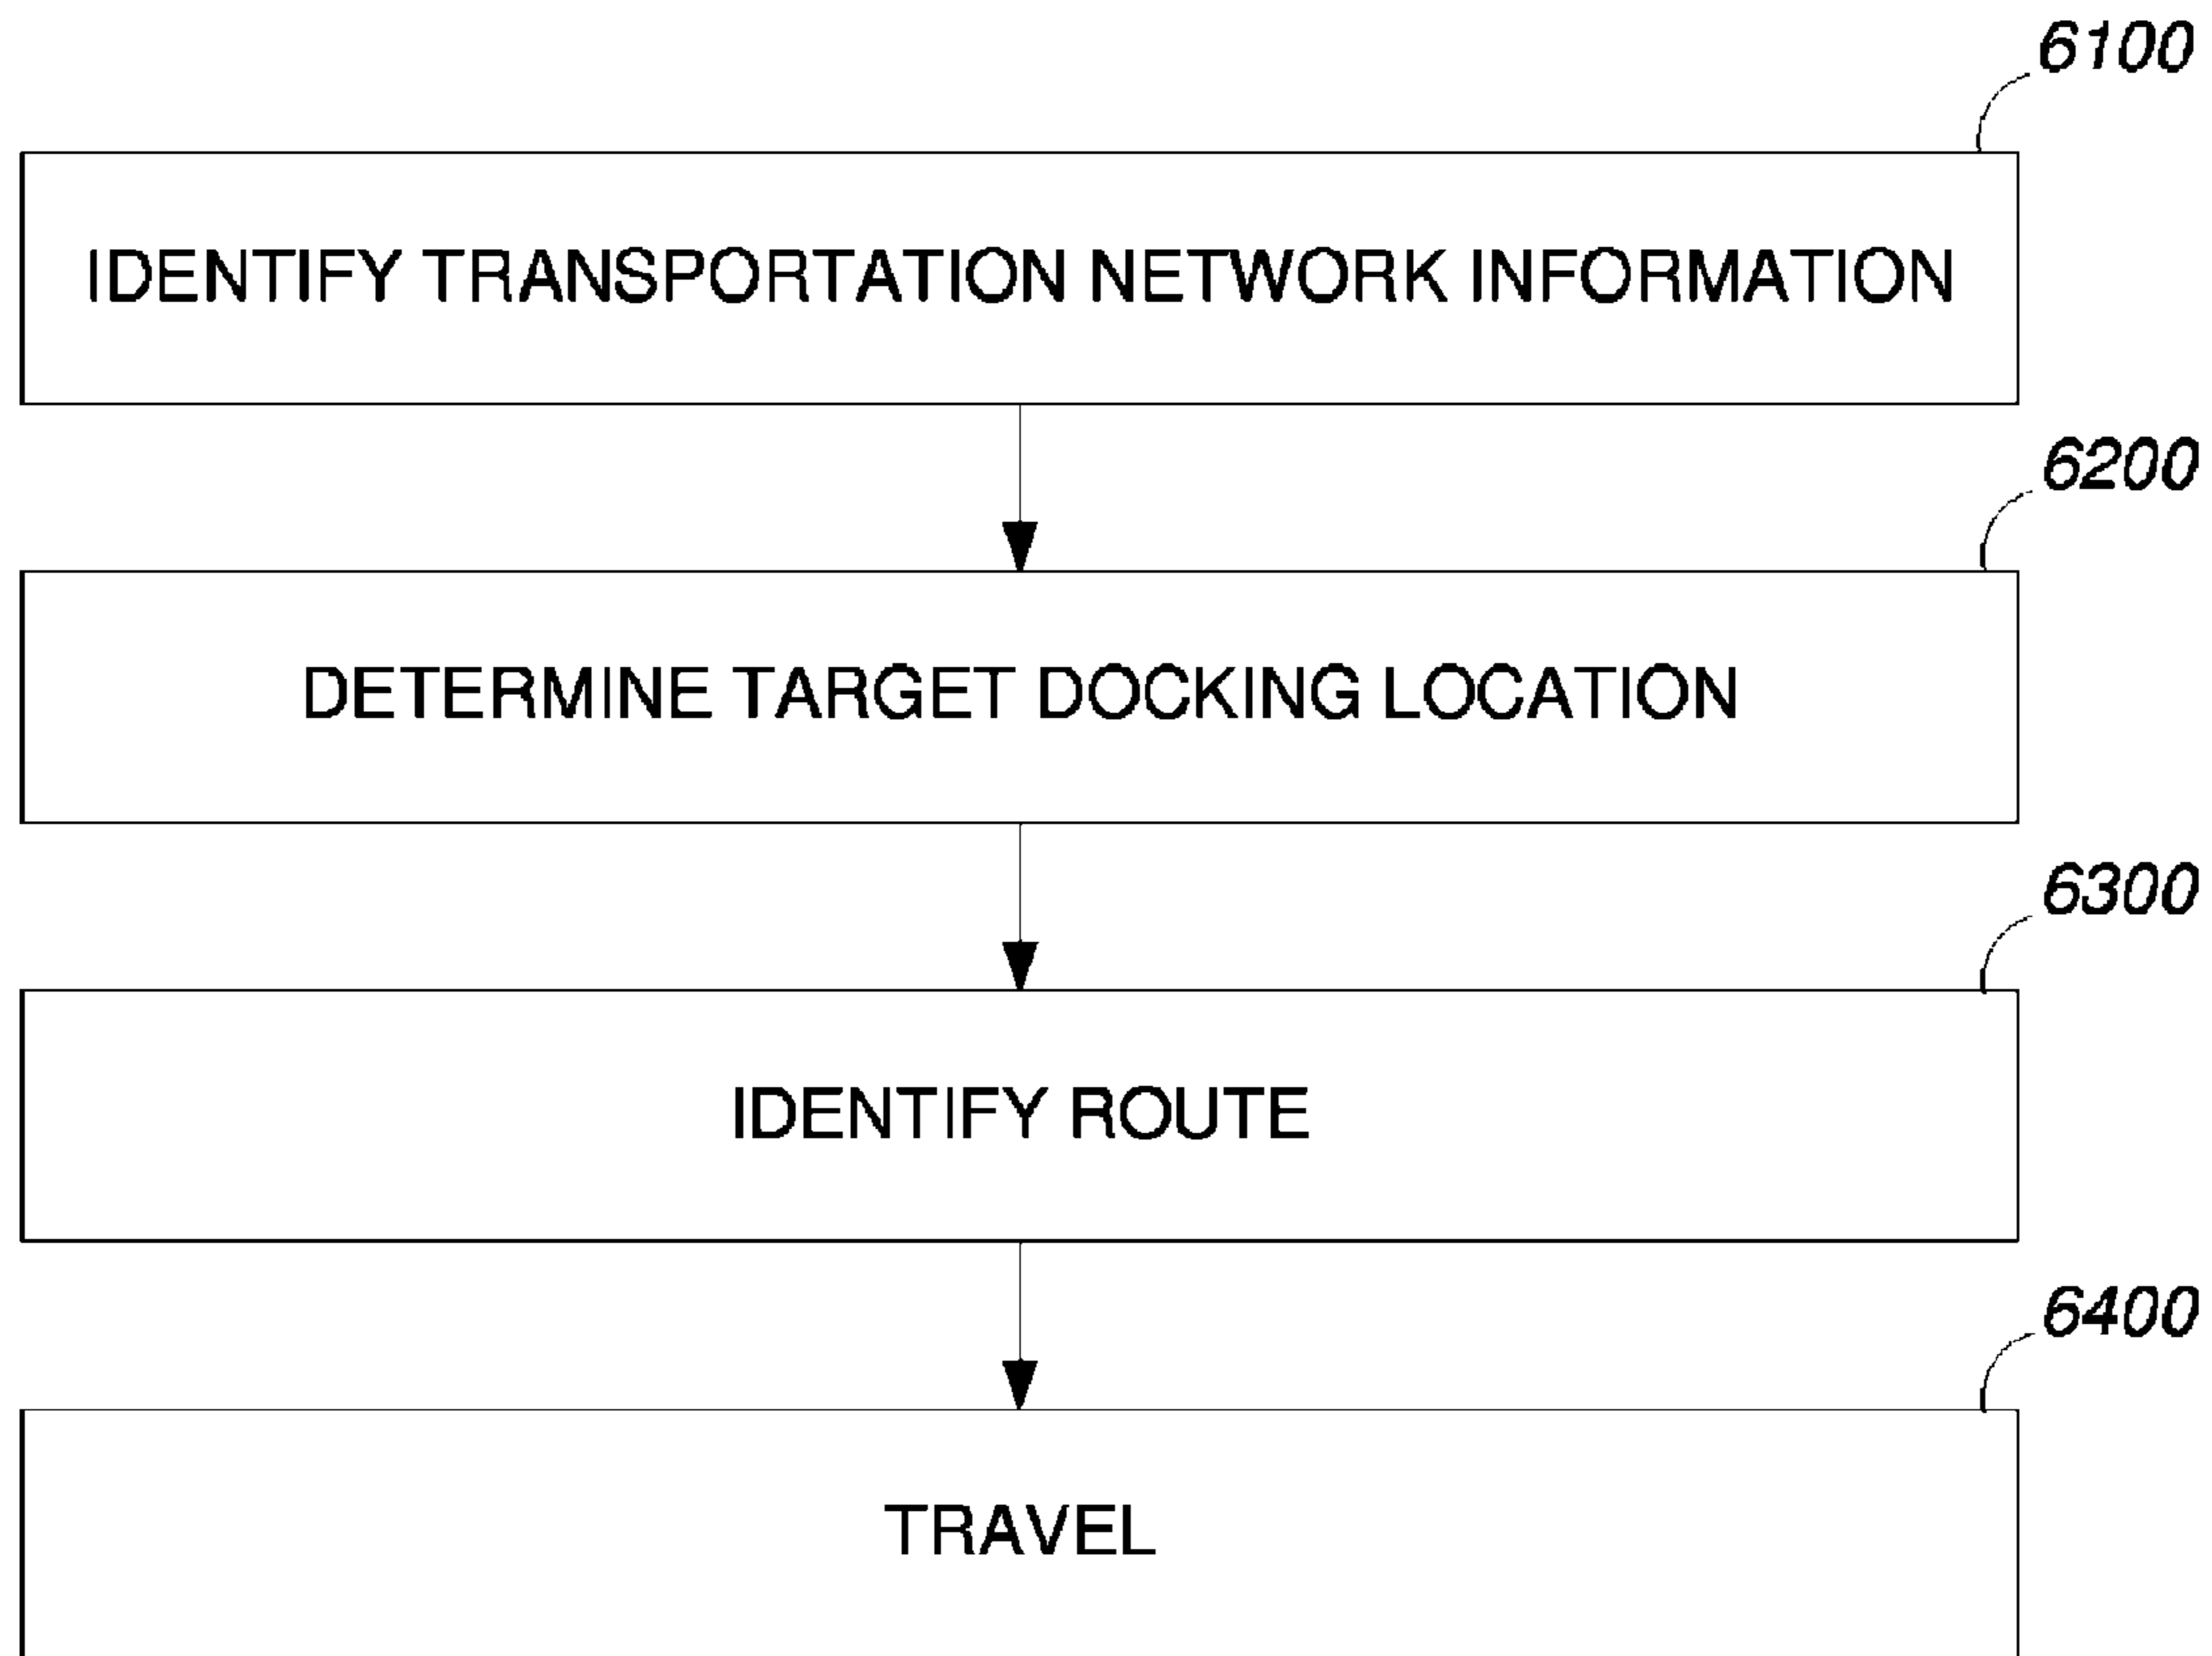 6100
IDENTIFY TRANSPORTATION NETWORK INFORMATION
6200
DETERMINE TARGET DOCKING LOCATION
6300
IDENTIFY ROUTE
6400
TRAVEL